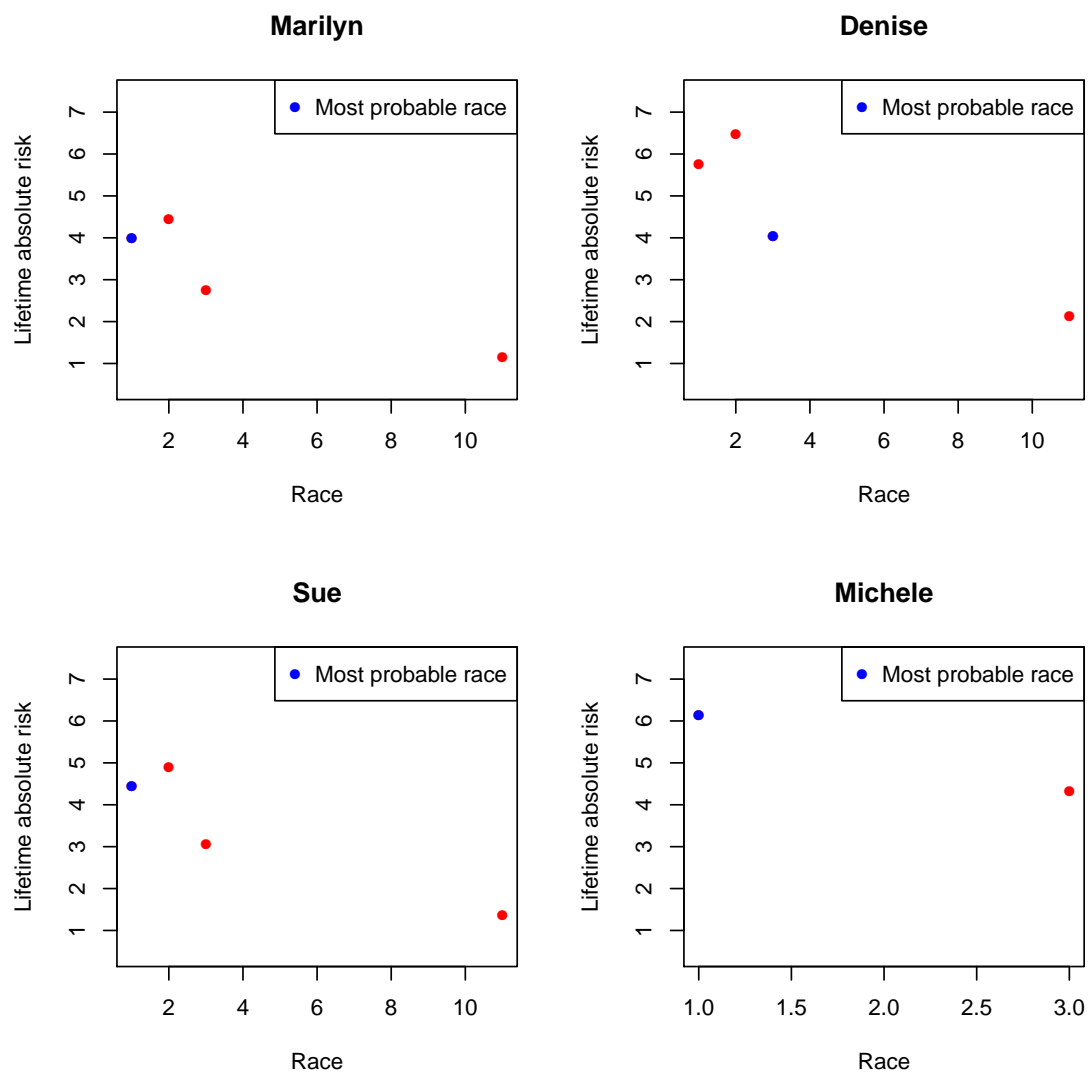 Marilyn
Most probable race
Lifetime absolute risk
7
6
5
4
3
2
1
2 4 6 8 10
Race
Denise
Most probable race
Lifetime absolute risk
7
6
5
4
3
2
1
2 4 6 8 10
Race
Sue
Most probable race
Lifetime absolute risk
7
6
5
4
3
2
1
2 4 6 8 10
Race
Michele
Most probable race
Lifetime absolute risk
7
6
5
4
3
2
1
1.0 1.5 2.0 2.5 3.0
Race